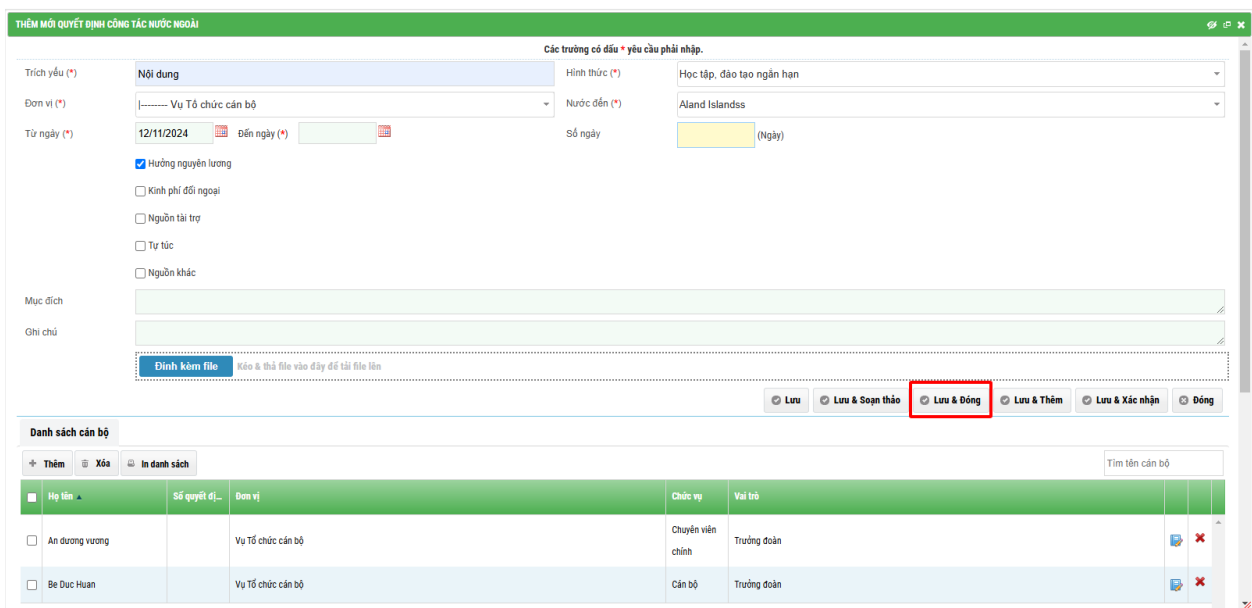 THÊM MỚI QUYẾT ĐỊNH CÔNG TÁC NƯỚC NGOÀI
Các trường có dấu * yêu cầu phải nhập.
Trích yếu (*) Nội dung Hình thức (*) Học tập, đào tạo ngắn hạn
Đơn vị (*) |-------- Vụ Tổ chức cán bộ Nước đến (*) Aland Islandss
Từ ngày (*) 12/11/2024 Đến ngày (*) Số ngày (Ngày)
Hưởng nguyên lương
Kinh phí đối ngoại
Nguồn tài trợ
Tự túc
Nguồn khác
Mục đích
Ghi chú
Đính kèm file Kéo & thả file vào đây để tải file lên
Lưu Lưu & Soạn thảo Lưu & Đóng Lưu & Thêm Lưu & Xác nhận Đóng
Danh sách cán bộ
Thêm Xóa In danh sách Tìm tên cán bộ
Họ tên Số quyết đị... Đơn vị Chức vụ Vai trò
An dương vương Vụ Tổ chức cán bộ Chuyên viên chính Trưởng đoàn
Be Duc Huan Vụ Tổ chức cán bộ Cán bộ Trưởng đoàn